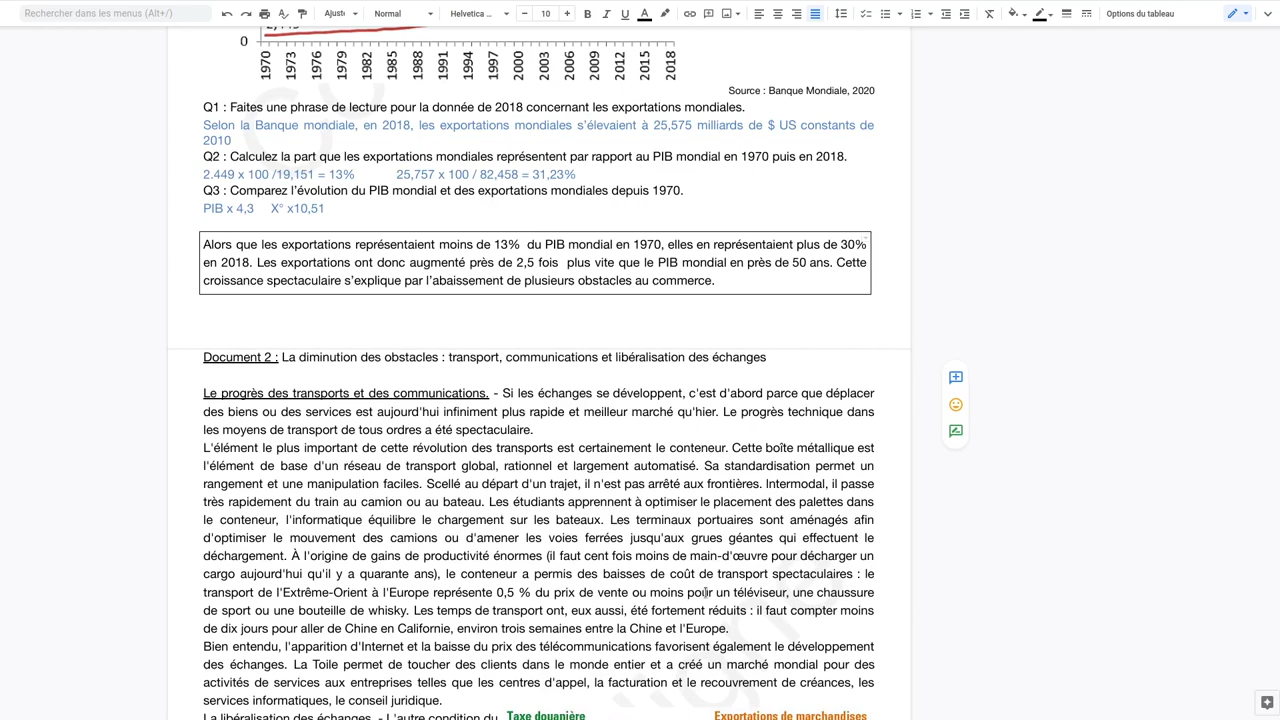 Rechercher dans les menus (Alt+/)
Ajuste
Normal
Helvetica ...
10
Options du tableau
0
1970
1973
1976
1979
1982
1985
1988
1991
1994
1997
2000
2003
2006
2009
2012
2015
2018
Source : Banque Mondiale, 2020
Q1 : Faites une phrase de lecture pour la donnée de 2018 concernant les exportations mondiales.
Selon la Banque mondiale, en 2018, les exportations mondiales s'élevaient à 25,575 milliards de $ US constants de
2010
Q2 : Calculez la part que les exportations mondiales représentent par rapport au PIB mondial en 1970 puis en 2018.
2.449 x 100 /19,151 = 13% 25,757 x 100 / 82,458 = 31,23%
Q3 : Comparez l'évolution du PIB mondial et des exportations mondiales depuis 1970.
PIB x 4,3 X° x10,51
Alors que les exportations représentaient moins de 13% du PIB mondial en 1970, elles en représentaient plus de 30%
en 2018. Les exportations ont donc augmenté près de 2,5 fois plus vite que le PIB mondial en près de 50 ans. Cette
croissance spectaculaire s'explique par l'abaissement de plusieurs obstacles au commerce.
Document 2 : La diminution des obstacles : transport, communications et libéralisation des échanges
Le progrès des transports et des communications. - Si les échanges se développent, c'est d'abord parce que déplacer
des biens ou des services est aujourd'hui infiniment plus rapide et meilleur marché qu'hier. Le progrès technique dans
les moyens de transport de tous ordres a été spectaculaire.
L'élément le plus important de cette révolution des transports est certainement le conteneur. Cette boîte métallique est
l'élément de base d'un réseau de transport global, rationnel et largement automatisé. Sa standardisation permet un
rangement et une manipulation faciles. Scellé au départ d'un trajet, il n'est pas arrêté aux frontières. Intermodal, il passe
très rapidement du train au camion ou au bateau. Les étudiants apprennent à optimiser le placement des palettes dans
le conteneur, l'informatique équilibre le chargement sur les bateaux. Les terminaux portuaires sont aménagés afin
d'optimiser le mouvement des camions ou d'amener les voies ferrées jusqu'aux grues géantes qui effectuent le
déchargement. À l'origine de gains de productivité énormes (il faut cent fois moins de main-d'œuvre pour décharger un
cargo aujourd'hui qu'il y a quarante ans), le conteneur a permis des baisses de coût de transport spectaculaires : le
transport de l'Extrême-Orient à l'Europe représente 0,5 % du prix de vente ou moins pour un téléviseur, une chaussure
de sport ou une bouteille de whisky. Les temps de transport ont, eux aussi, été fortement réduits : il faut compter moins
de dix jours pour aller de Chine en Californie, environ trois semaines entre la Chine et l'Europe.
Bien entendu, l'apparition d'Internet et la baisse du prix des télécommunications favorisent également le développement
des échanges. La Toile permet de toucher des clients dans le monde entier et a créé un marché mondial pour des
activités de services aux entreprises telles que les centres d'appel, la facturation et le recouvrement de créances, les
services informatiques, le conseil juridique.
La libéralisation des échanges. - L'autre condition du Taxe douanière Exportations de marchandises